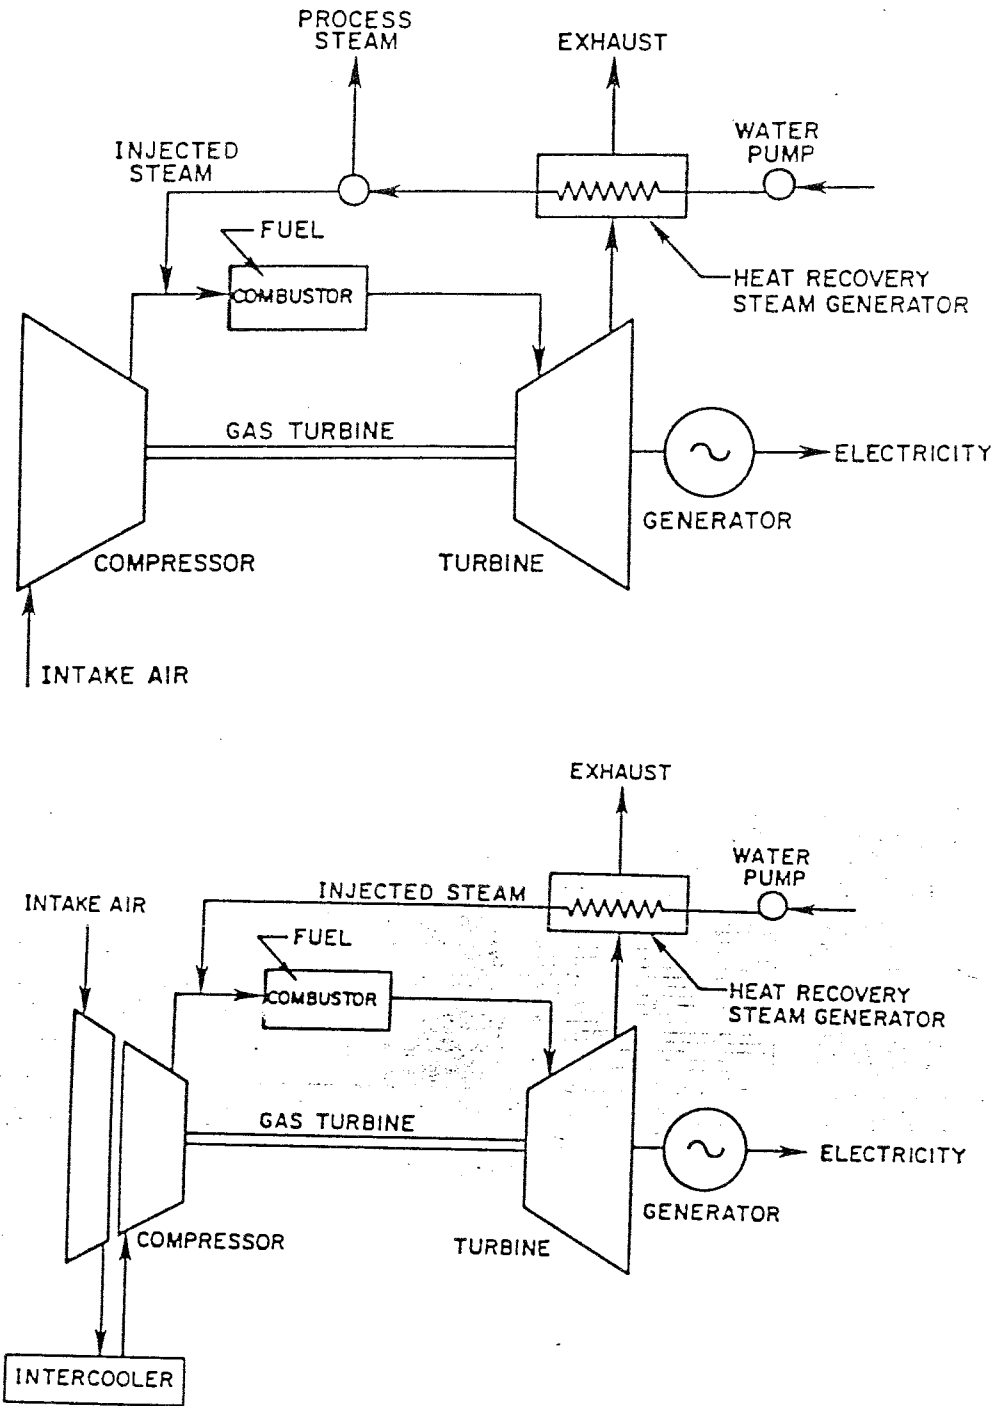 PROCESS
STEAM
EXHAUST
WATER
PUMP
INJECTED
STEAM
FUEL
COMBUSTOR
HEAT RECOVERY
STEAM GENERATOR
GAS TURBINE
ELECTRICITY
GENERATOR
COMPRESSOR
TURBINE
INTAKE AIR
EXHAUST
WATER
PUMP
INTAKE AIR
INJECTED STEAM
FUEL
COMBUSTOR
HEAT RECOVERY
STEAM GENERATOR
GAS TURBINE
ELECTRICITY
GENERATOR
COMPRESSOR
TURBINE
INTERCOOLER